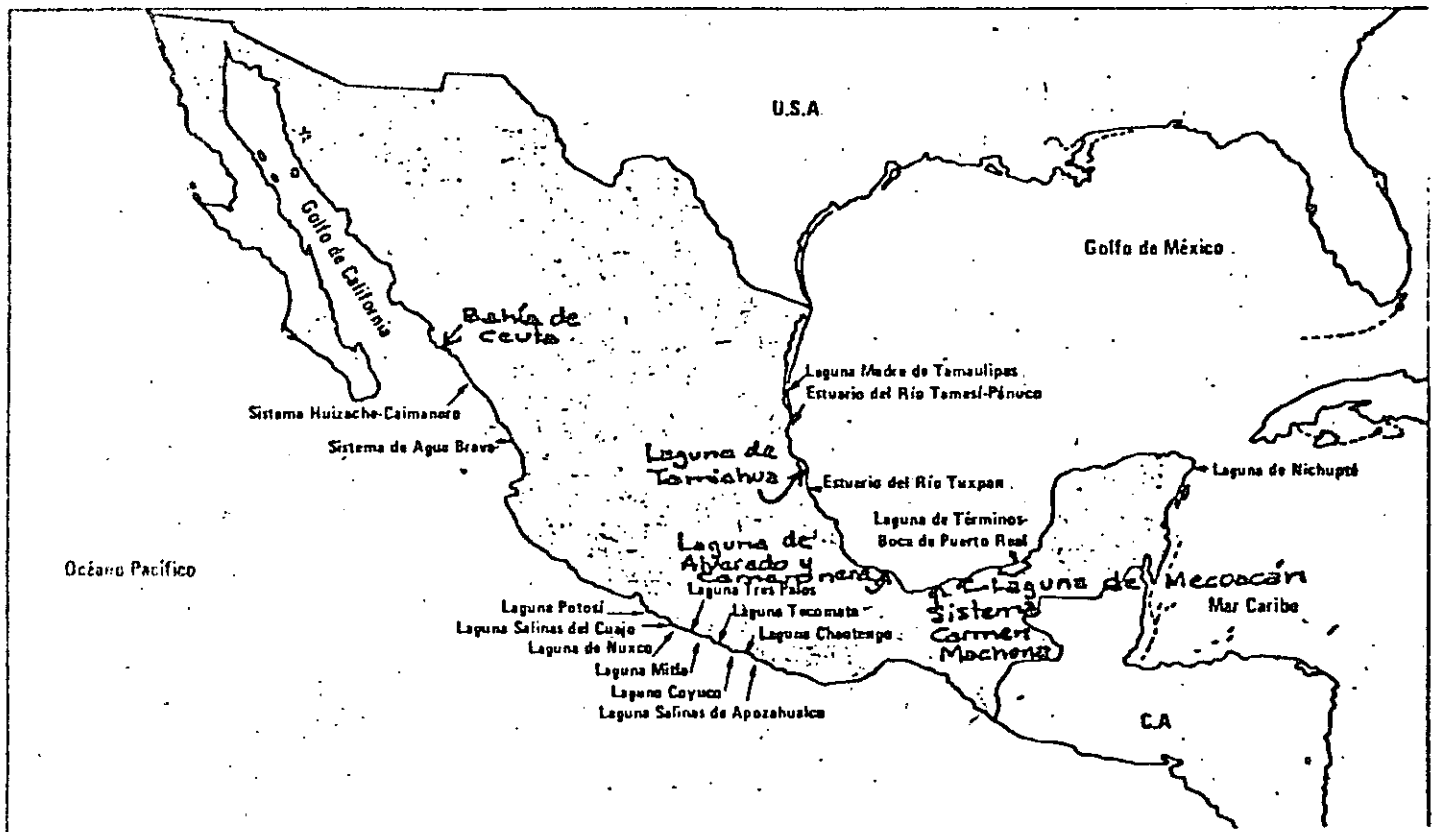 U.S.A
Golfo de México
Golfo de California
Bahía de
Ceuta
Laguna Madre de Tamaulipas
Estuario del Río Tamesí-Pánuco
Sistema Huizache-Caimanero
Sistema de Agua Brava
Laguna de
Tamiahua
Estuario del Río Tuxpan
Laguna de Nichupté
Laguna de Términos-
Boca de Puerto Real
Océano Pacífico
Laguna de
Alvarado y
Camaronera
Laguna de Mecoacán
Mar Caribe
Sistema
Carmen
Machona
Laguna Tres Palos
Laguna Potosí
Laguna Tecomate
Laguna Salinas del Cuajo
Laguna Chautengo
Laguna de Nuxco
Laguna Mitla
Laguna Coyuca
Laguna Salinas de Apozahualco
C.A